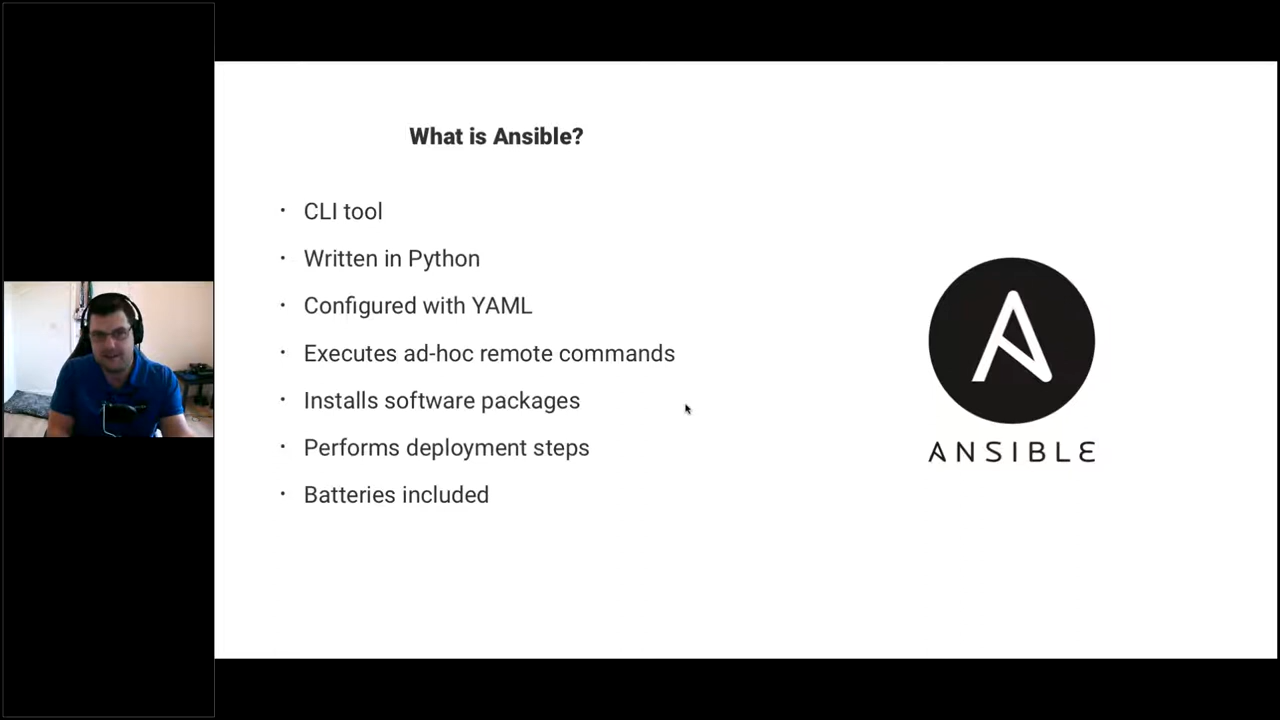 What is Ansible?
· CLI tool
· Written in Python
· Configured with YAML
· Executes ad-hoc remote commands
· Installs software packages
· Performs deployment steps
· Batteries included
ANSIBLE